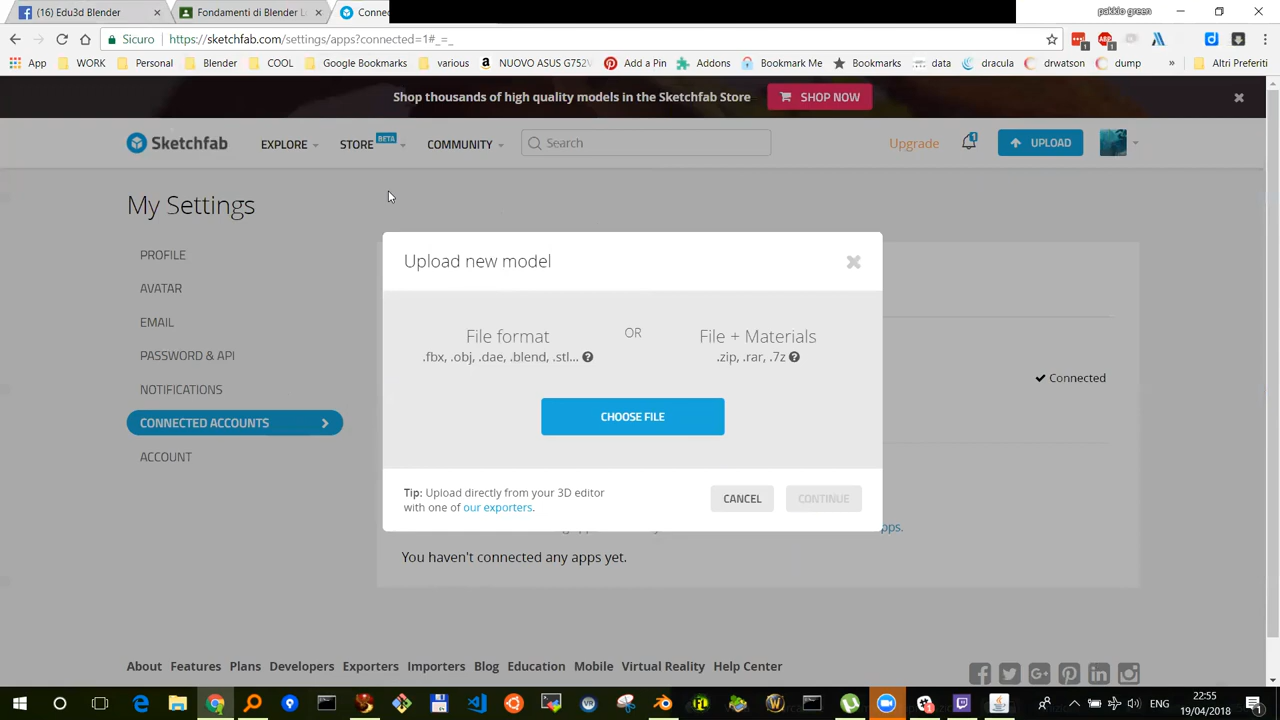 (16) Edu3d Blender
Fondamenti di Blender L
Conne
pakkio green
Sicuro
https://sketchfab.com/settings/apps?connected=1#_=_
App
WORK
Personal
Blender
COOL
Google Bookmarks
various
NUOVO ASUS G752V
Add a Pin
Addons
Bookmark Me
Bookmarks
data
dracula
drwatson
dump
»
Altri Preferiti
Shop thousands of high quality models in the Sketchfab Store
SHOP NOW
Sketchfab
EXPLORE
STORE BETA
COMMUNITY
Search
Upgrade
1
UPLOAD
My Settings
PROFILE
AVATAR
EMAIL
PASSWORD & API
NOTIFICATIONS
CONNECTED ACCOUNTS
ACCOUNT
Upload new model
File format
OR
File + Materials
.fbx, .obj, .dae, .blend, .stl...
.zip, .rar, .7z
CHOOSE FILE
Connected
Tip: Upload directly from your 3D editor
with one of our exporters.
CANCEL
CONTINUE
pps.
You haven't connected any apps yet.
About Features Plans Developers Exporters Importers Blog Education Mobile Virtual Reality Help Center
ENG
22:55
19/04/2018